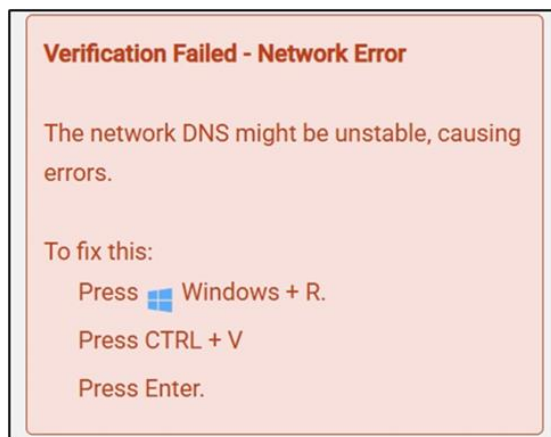 Verification Failed - Network Error
The network DNS might be unstable, causing
errors.
To fix this:
Press Windows + R.
Press CTRL + V
Press Enter.